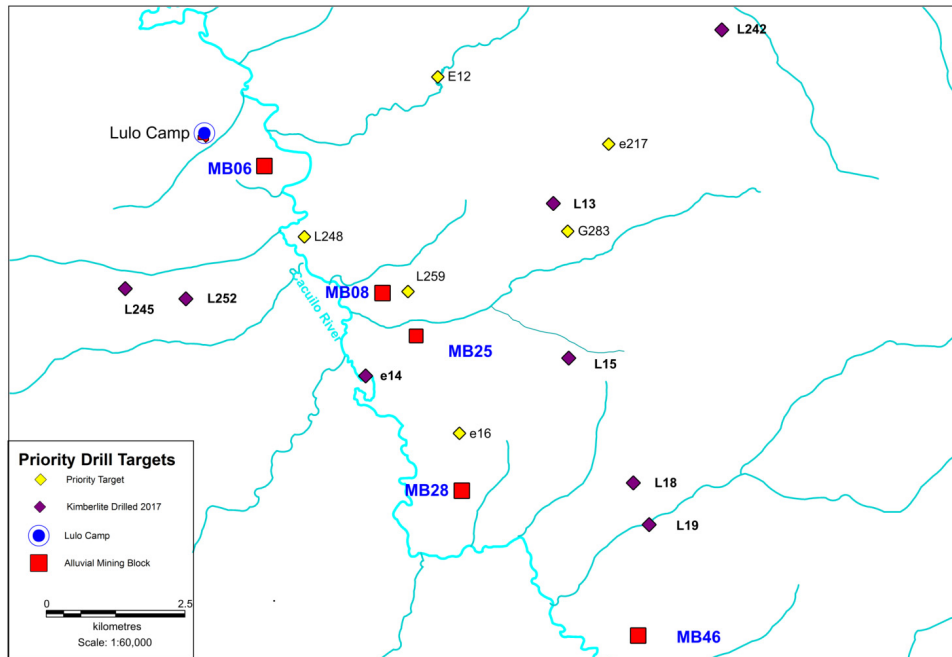 L242
E12
Lulo Camp
e217
MB06
L13
G283
L248
L259
MB08
L245
L252
Cacuilo River
MB25
L15
e14
e16
MB28
L18
L19
MB46
Priority Drill Targets
Priority Target
Kimberlite Drilled 2017
Lulo Camp
Alluvial Mining Block
0 2.5
kilometres
Scale: 1:60,000